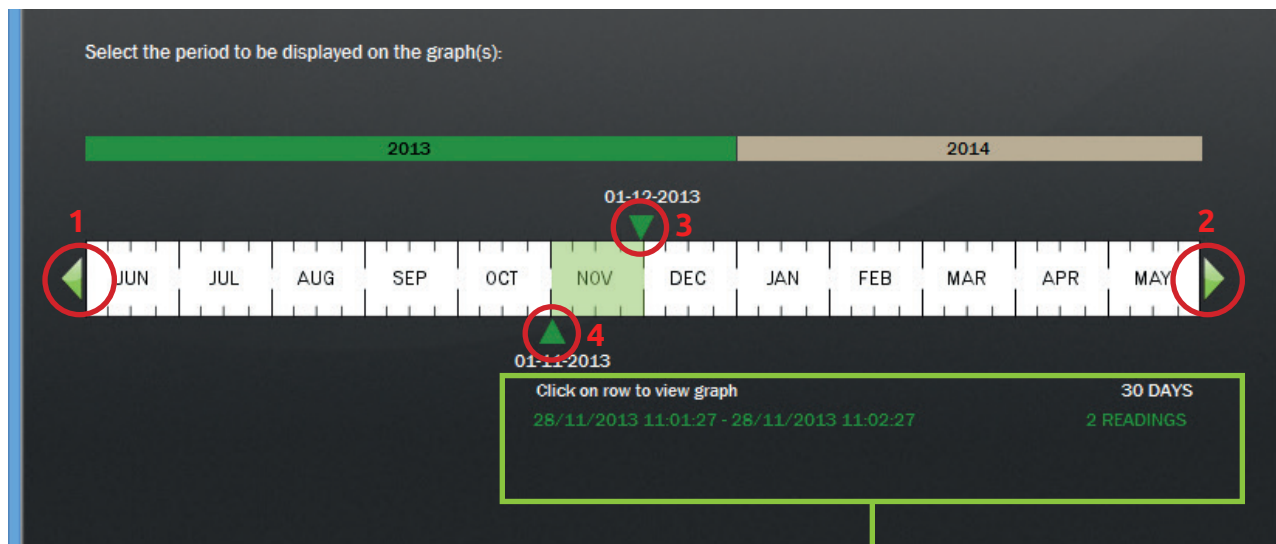 Select the period to be displayed on the graph(s):
2013 2014
01-12-2013
1 3 2
JUN JUL AUG SEP OCT NOV DEC JAN FEB MAR APR MAY
4
01-11-2013
Click on row to view graph 30 DAYS
28/11/2013 11:01:27 - 28/11/2013 11:02:27 2 READINGS